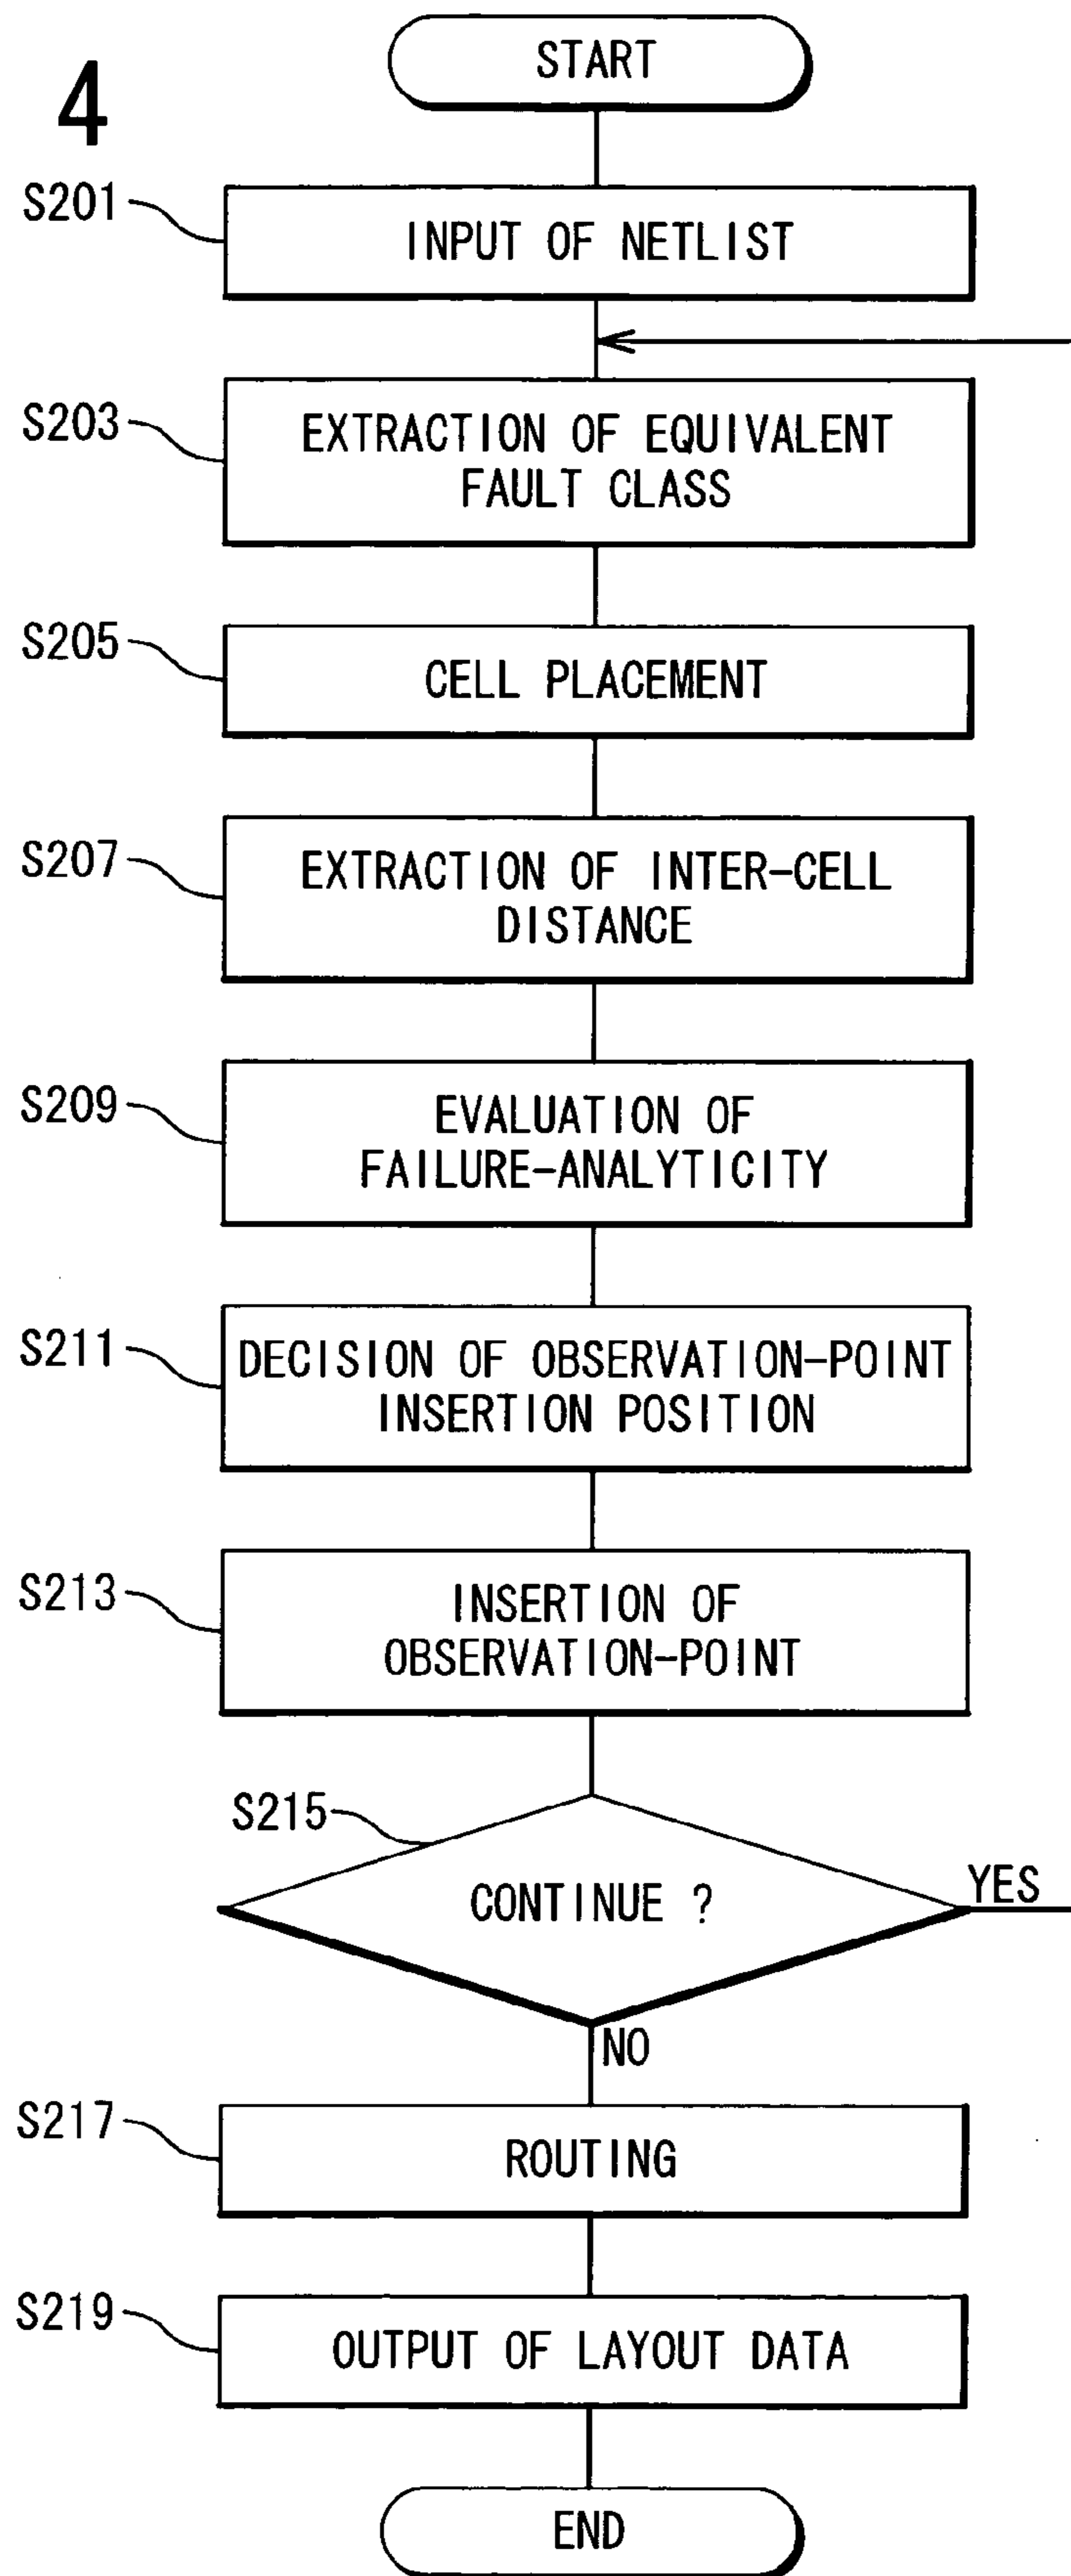 4
START
S201
INPUT OF NETLIST
S203
EXTRACTION OF EQUIVALENT
FAULT CLASS
S205
CELL PLACEMENT
S207
EXTRACTION OF INTER-CELL
DISTANCE
S209
EVALUATION OF
FAILURE-ANALYTICITY
S211
DECISION OF OBSERVATION-POINT
INSERTION POSITION
S213
INSERTION OF
OBSERVATION-POINT
S215
CONTINUE ?
YES
NO
S217
ROUTING
S219
OUTPUT OF LAYOUT DATA
END